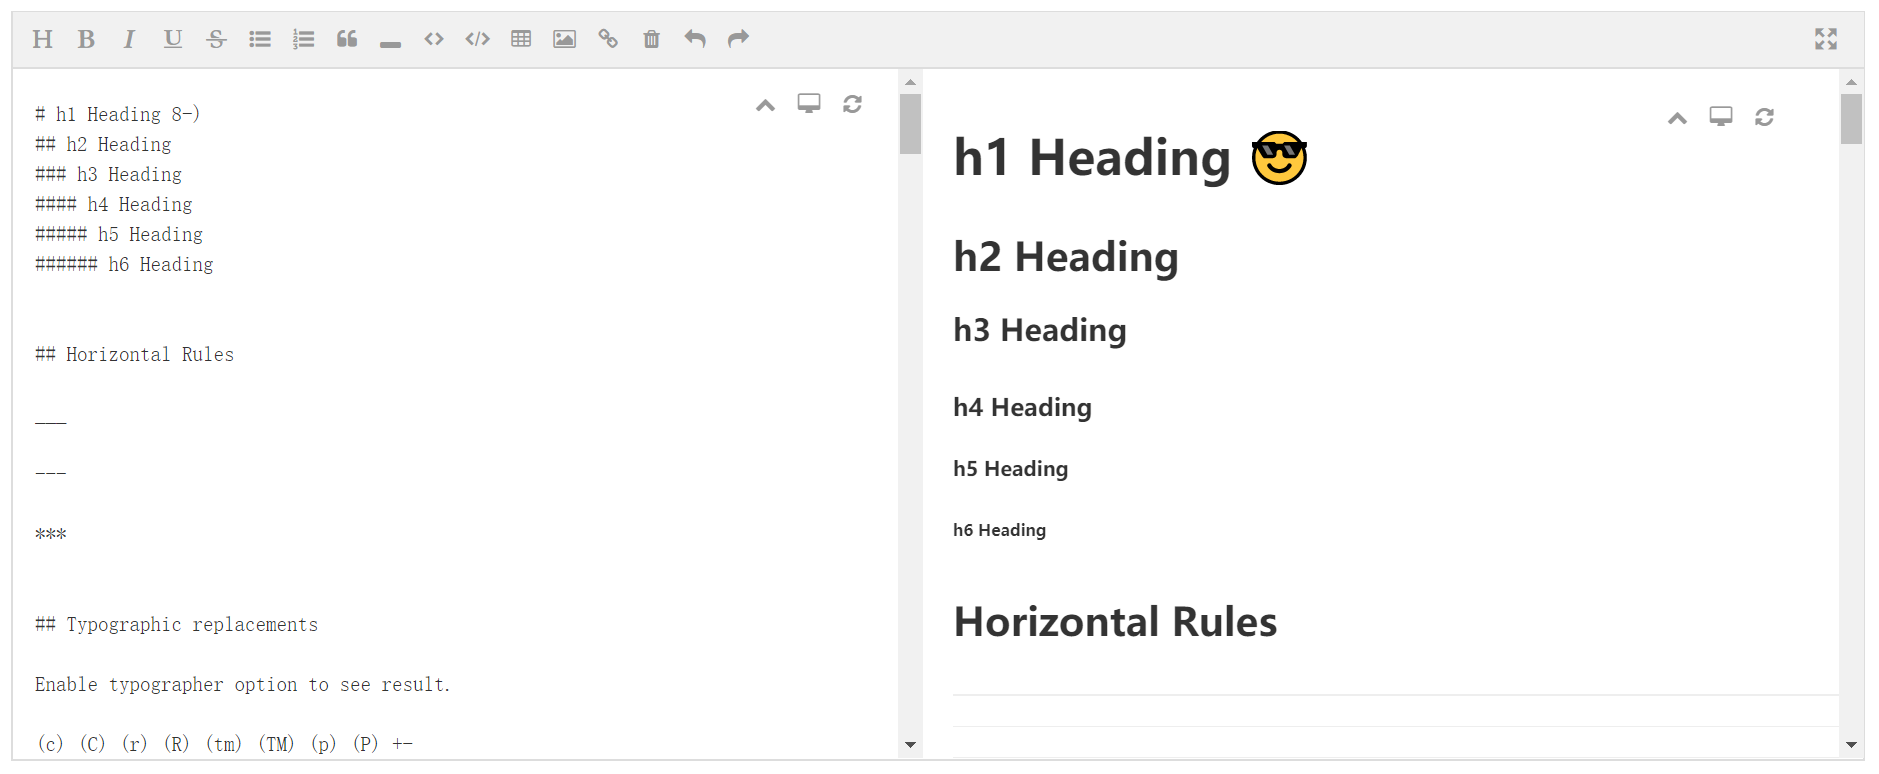 H B I U S
# h1 Heading 8-)
## h2 Heading
### h3 Heading
#### h4 Heading
##### h5 Heading
###### h6 Heading
## Horizontal Rules
___
---
***
## Typographic replacements
Enable typographer option to see result.
(c) (C) (r) (R) (tm) (TM) (p) (P) +-
h1 Heading 😎
h2 Heading
h3 Heading
h4 Heading
h5 Heading
h6 Heading
Horizontal Rules